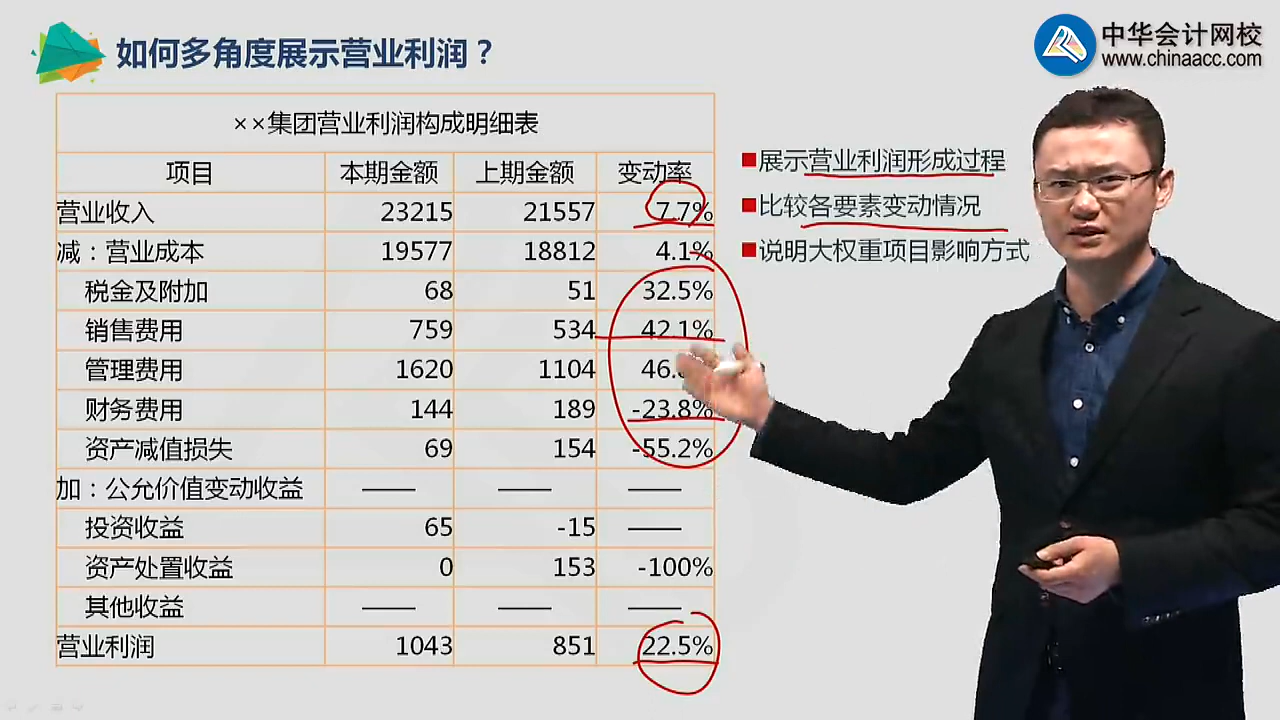 如何多角度展示营业利润？
中华会计网校
www.chinaacc.com
××集团营业利润构成明细表
项目 本期金额 上期金额 变动率
营业收入 23215 21557 7.7%
减：营业成本 19577 18812 4.1%
税金及附加 68 51 32.5%
销售费用 759 534 42.1%
管理费用 1620 1104 46.
财务费用 144 189 -23.8%
资产减值损失 69 154 -55.2%
加：公允价值变动收益 —— —— ——
投资收益 65 -15 ——
资产处置收益 0 153 -100%
其他收益 —— —— ——
营业利润 1043 851 22.5%
■展示营业利润形成过程
■比较各要素变动情况
■说明大权重项目影响方式